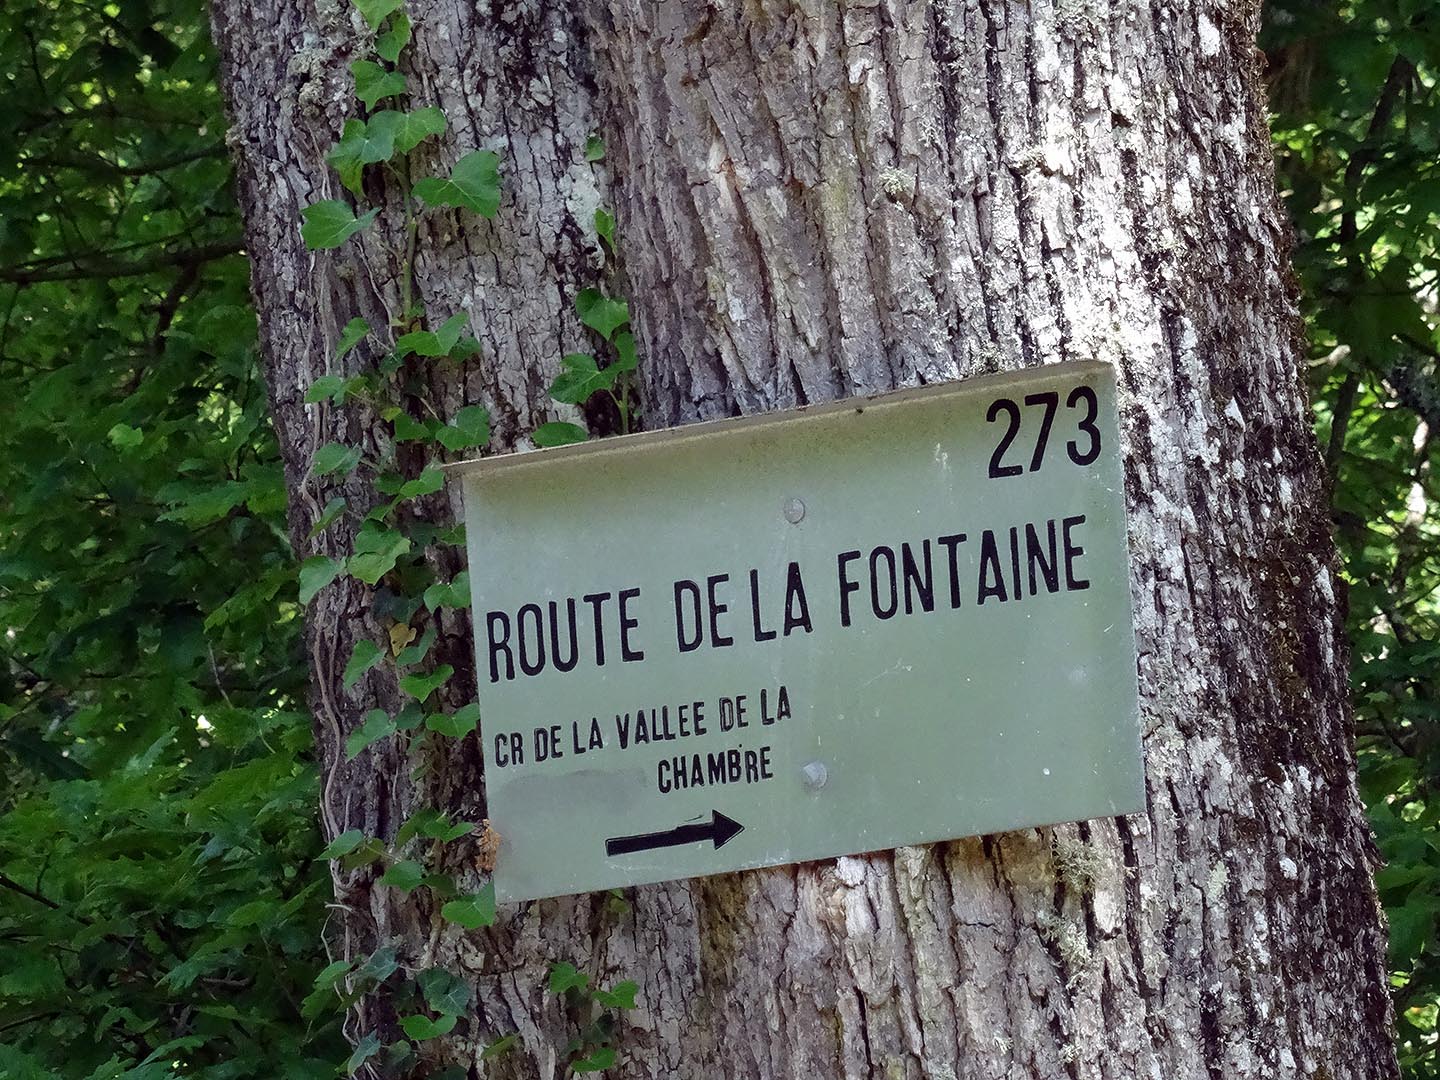 273
ROUTE DE LA FONTAINE
CR DE LA VALLEE DE LA
CHAMBRE